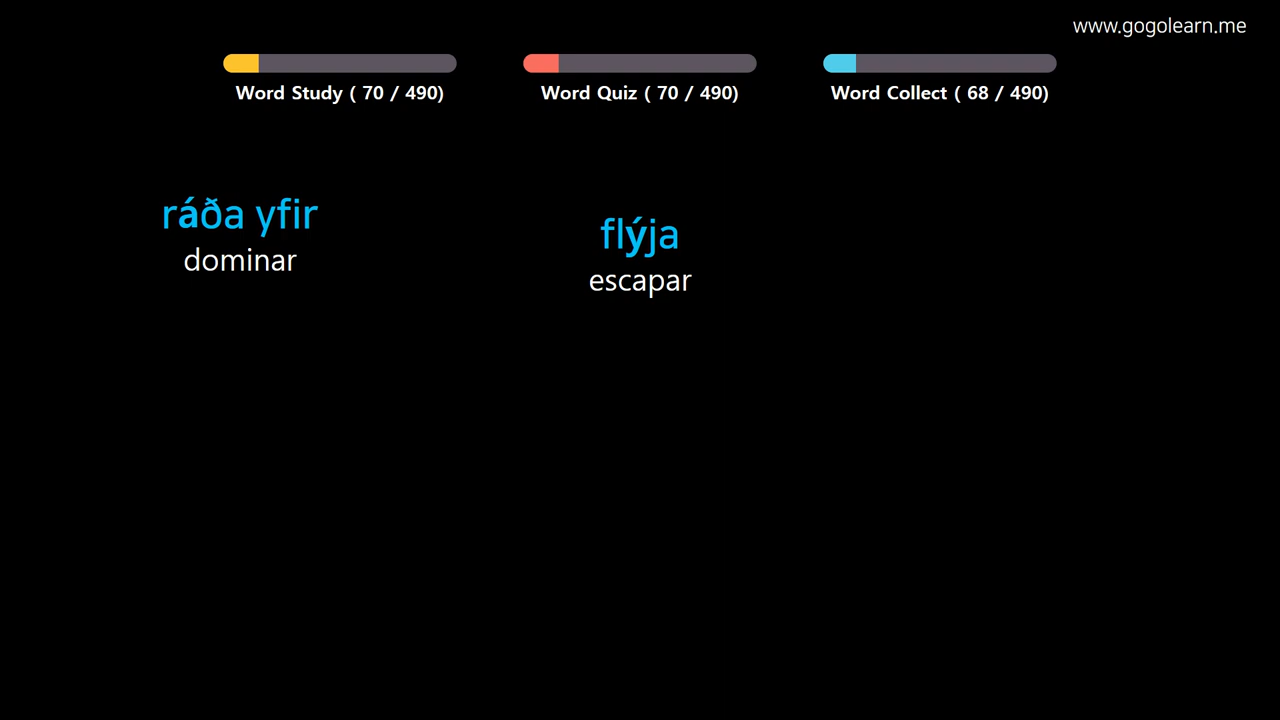 www.gogolearn.me
Word Study ( 70 / 490)
Word Quiz ( 70 / 490)
Word Collect ( 68 / 490)
ráða yfir
dominar
flýja
escapar